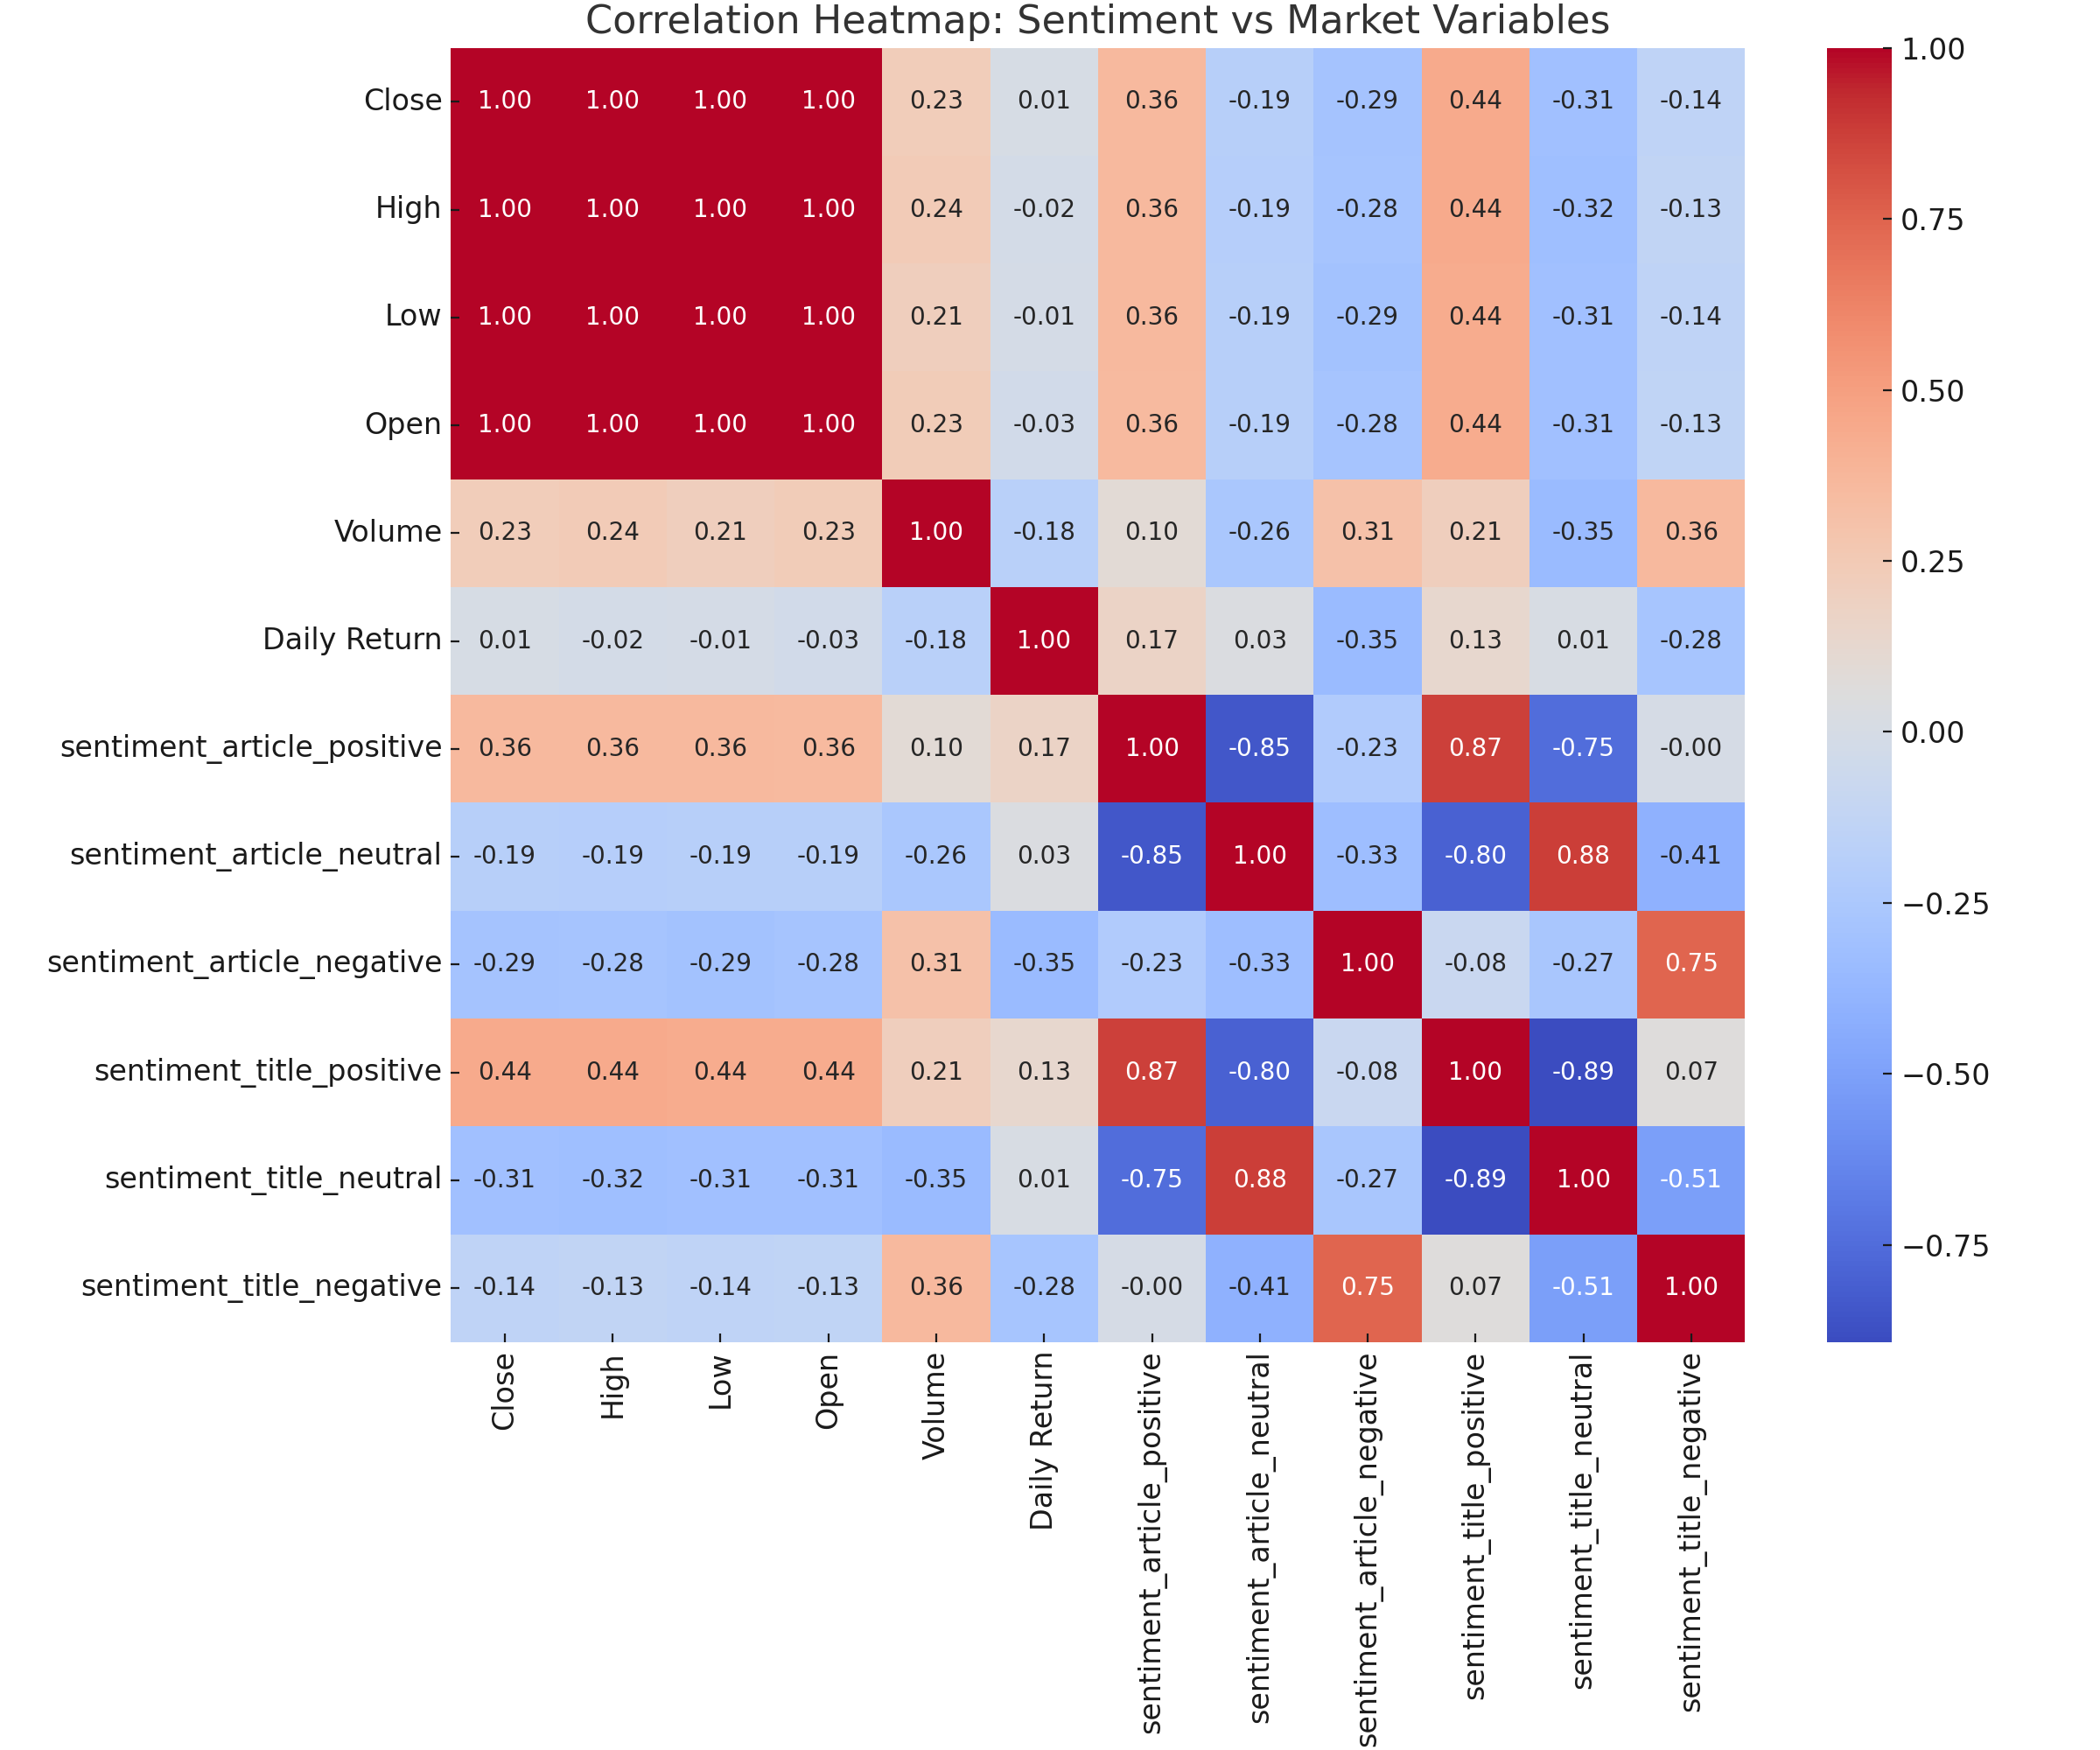 Correlation Heatmap: Sentiment vs Market Variables
Close 1.00 1.00 1.00 1.00 0.23 0.01 0.36 -0.19 -0.29 0.44 -0.31 -0.14
High 1.00 1.00 1.00 1.00 0.24 -0.02 0.36 -0.19 -0.28 0.44 -0.32 -0.13
Low 1.00 1.00 1.00 1.00 0.21 -0.01 0.36 -0.19 -0.29 0.44 -0.31 -0.14
Open 1.00 1.00 1.00 1.00 0.23 -0.03 0.36 -0.19 -0.28 0.44 -0.31 -0.13
Volume 0.23 0.24 0.21 0.23 1.00 -0.18 0.10 -0.26 0.31 0.21 -0.35 0.36
Daily Return 0.01 -0.02 -0.01 -0.03 -0.18 1.00 0.17 0.03 -0.35 0.13 0.01 -0.28
sentiment_article_positive 0.36 0.36 0.36 0.36 0.10 0.17 1.00 -0.85 -0.23 0.87 -0.75 -0.00
sentiment_article_neutral -0.19 -0.19 -0.19 -0.19 -0.26 0.03 -0.85 1.00 -0.33 -0.80 0.88 -0.41
sentiment_article_negative -0.29 -0.28 -0.29 -0.28 0.31 -0.35 -0.23 -0.33 1.00 -0.08 -0.27 0.75
sentiment_title_positive 0.44 0.44 0.44 0.44 0.21 0.13 0.87 -0.80 -0.08 1.00 -0.89 0.07
sentiment_title_neutral -0.31 -0.32 -0.31 -0.31 -0.35 0.01 -0.75 0.88 -0.27 -0.89 1.00 -0.51
sentiment_title_negative -0.14 -0.13 -0.14 -0.13 0.36 -0.28 -0.00 -0.41 0.75 0.07 -0.51 1.00
Close
High
Low
Open
Volume
Daily Return
sentiment_article_positive
sentiment_article_neutral
sentiment_article_negative
sentiment_title_positive
sentiment_title_neutral
sentiment_title_negative
1.00
0.75
0.50
0.25
0.00
−0.25
−0.50
−0.75